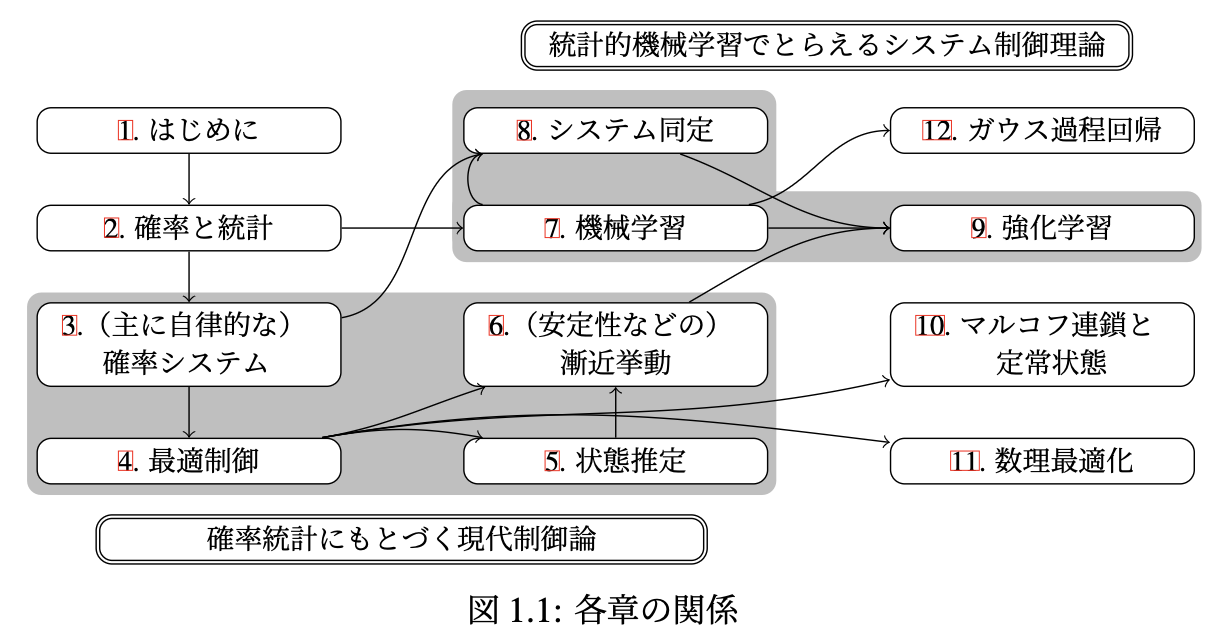 統計的機械学習でとらえるシステム制御理論
1. はじめに
8. システム同定
12. ガウス過程回帰
2. 確率と統計
7. 機械学習
9. 強化学習
3.（主に自律的な）
確率システム
6.（安定性などの）
漸近挙動
10. マルコフ連鎖と
定常状態
4. 最適制御
5. 状態推定
11. 数理最適化
確率統計にもとづく現代制御論
図 1.1: 各章の関係